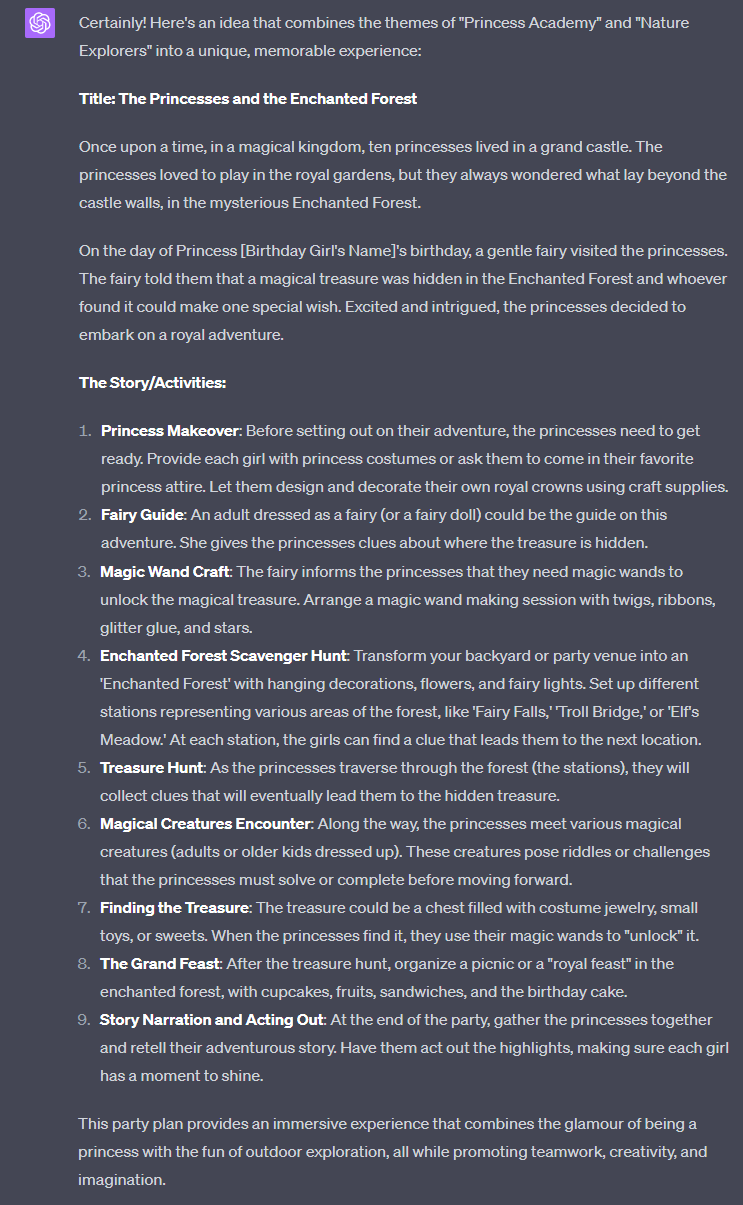 Certainly! Here's an idea that combines the themes of "Princess Academy" and "Nature
Explorers" into a unique, memorable experience:
Title: The Princesses and the Enchanted Forest
Once upon a time, in a magical kingdom, ten princesses lived in a grand castle. The
princesses loved to play in the royal gardens, but they always wondered what lay beyond the
castle walls, in the mysterious Enchanted Forest.
On the day of Princess [Birthday Girl's Name]'s birthday, a gentle fairy visited the princesses.
The fairy told them that a magical treasure was hidden in the Enchanted Forest and whoever
found it could make one special wish. Excited and intrigued, the princesses decided to
embark on a royal adventure.
The Story/Activities:
1. Princess Makeover: Before setting out on their adventure, the princesses need to get
ready. Provide each girl with princess costumes or ask them to come in their favorite
princess attire. Let them design and decorate their own royal crowns using craft supplies.
2. Fairy Guide: An adult dressed as a fairy (or a fairy doll) could be the guide on this
adventure. She gives the princesses clues about where the treasure is hidden.
3. Magic Wand Craft: The fairy informs the princesses that they need magic wands to
unlock the magical treasure. Arrange a magic wand making session with twigs, ribbons,
glitter glue, and stars.
4. Enchanted Forest Scavenger Hunt: Transform your backyard or party venue into an
'Enchanted Forest' with hanging decorations, flowers, and fairy lights. Set up different
stations representing various areas of the forest, like 'Fairy Falls,' 'Troll Bridge,' or 'Elf's
Meadow.' At each station, the girls can find a clue that leads them to the next location.
5. Treasure Hunt: As the princesses traverse through the forest (the stations), they will
collect clues that will eventually lead them to the hidden treasure.
6. Magical Creatures Encounter: Along the way, the princesses meet various magical
creatures (adults or older kids dressed up). These creatures pose riddles or challenges
that the princesses must solve or complete before moving forward.
7. Finding the Treasure: The treasure could be a chest filled with costume jewelry, small
toys, or sweets. When the princesses find it, they use their magic wands to "unlock" it.
8. The Grand Feast: After the treasure hunt, organize a picnic or a "royal feast" in the
enchanted forest, with cupcakes, fruits, sandwiches, and the birthday cake.
9. Story Narration and Acting Out: At the end of the party, gather the princesses together
and retell their adventurous story. Have them act out the highlights, making sure each girl
has a moment to shine.
This party plan provides an immersive experience that combines the glamour of being a
princess with the fun of outdoor exploration, all while promoting teamwork, creativity, and
imagination.